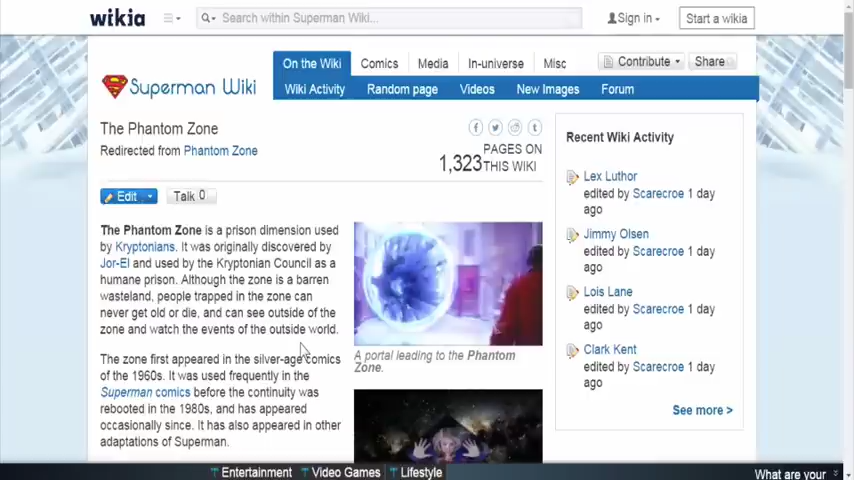 wikia
Search within Superman Wiki...
Sign in
Start a wikia
Superman Wiki
On the Wiki
Comics
Media
In-universe
Misc
Contribute
Share
Wiki Activity
Random page
Videos
New Images
Forum
The Phantom Zone
Redirected from Phantom Zone
1,323 PAGES ON
THIS WIKI
Edit
Talk 0
The Phantom Zone is a prison dimension used
by Kryptonians. It was originally discovered by
Jor-El and used by the Kryptonian Council as a
humane prison. Although the zone is a barren
wasteland, people trapped in the zone can
never get old or die, and can see outside of the
zone and watch the events of the outside world.
The zone first appeared in the silver-age comics
of the 1960s. It was used frequently in the
Superman comics before the continuity was
rebooted in the 1980s, and has appeared
occasionally since. It has also appeared in other
adaptations of Superman.
A portal leading to the Phantom
Zone.
Recent Wiki Activity
Lex Luthor
edited by Scarecroe 1 day
ago
Jimmy Olsen
edited by Scarecroe 1 day
ago
Lois Lane
edited by Scarecroe 1 day
ago
Clark Kent
edited by Scarecroe 1 day
ago
See more >
Entertainment
Video Games
Lifestyle
What are your